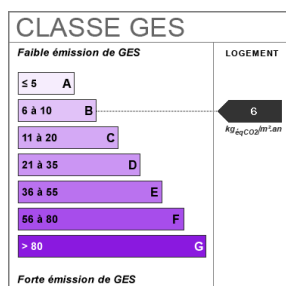 CLASSE GES
Faible émission de GES
LOGEMENT
≤ 5 A
6 à 10 B
6
kgéqCO2/m².an
11 à 20 C
21 à 35 D
36 à 55 E
56 à 80 F
> 80 G
Forte émission de GES